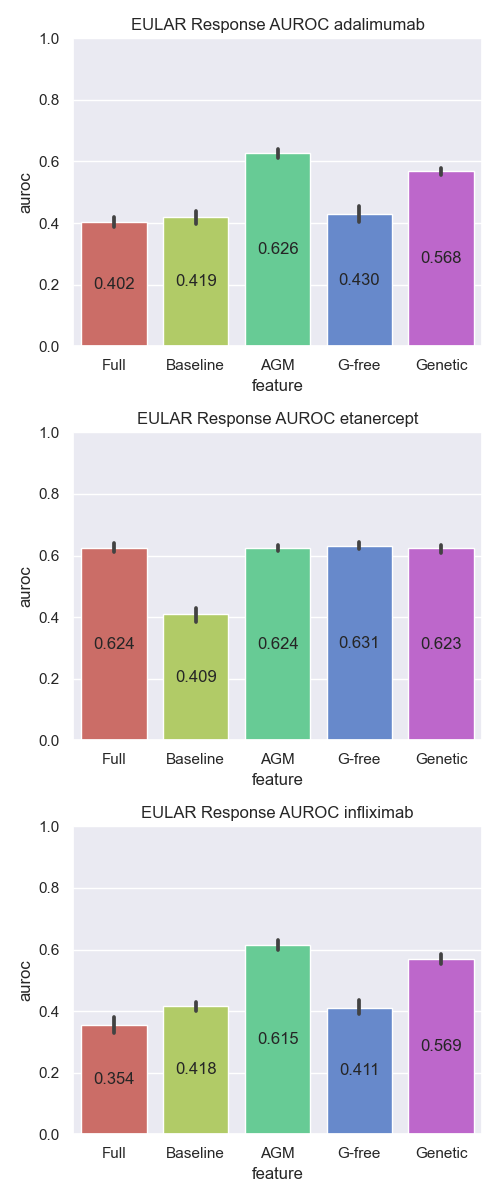 EULAR Response AUROC adalimumab
1.0
0.8
0.6
0.4
0.2
0.0
auroc
0.402
0.419
0.626
0.430
0.568
Full Baseline AGM G-free Genetic
feature
EULAR Response AUROC etanercept
1.0
0.8
0.6
0.4
0.2
0.0
auroc
0.624
0.409
0.624
0.631
0.623
Full Baseline AGM G-free Genetic
feature
EULAR Response AUROC infliximab
1.0
0.8
0.6
0.4
0.2
0.0
auroc
0.354
0.418
0.615
0.411
0.569
Full Baseline AGM G-free Genetic
feature